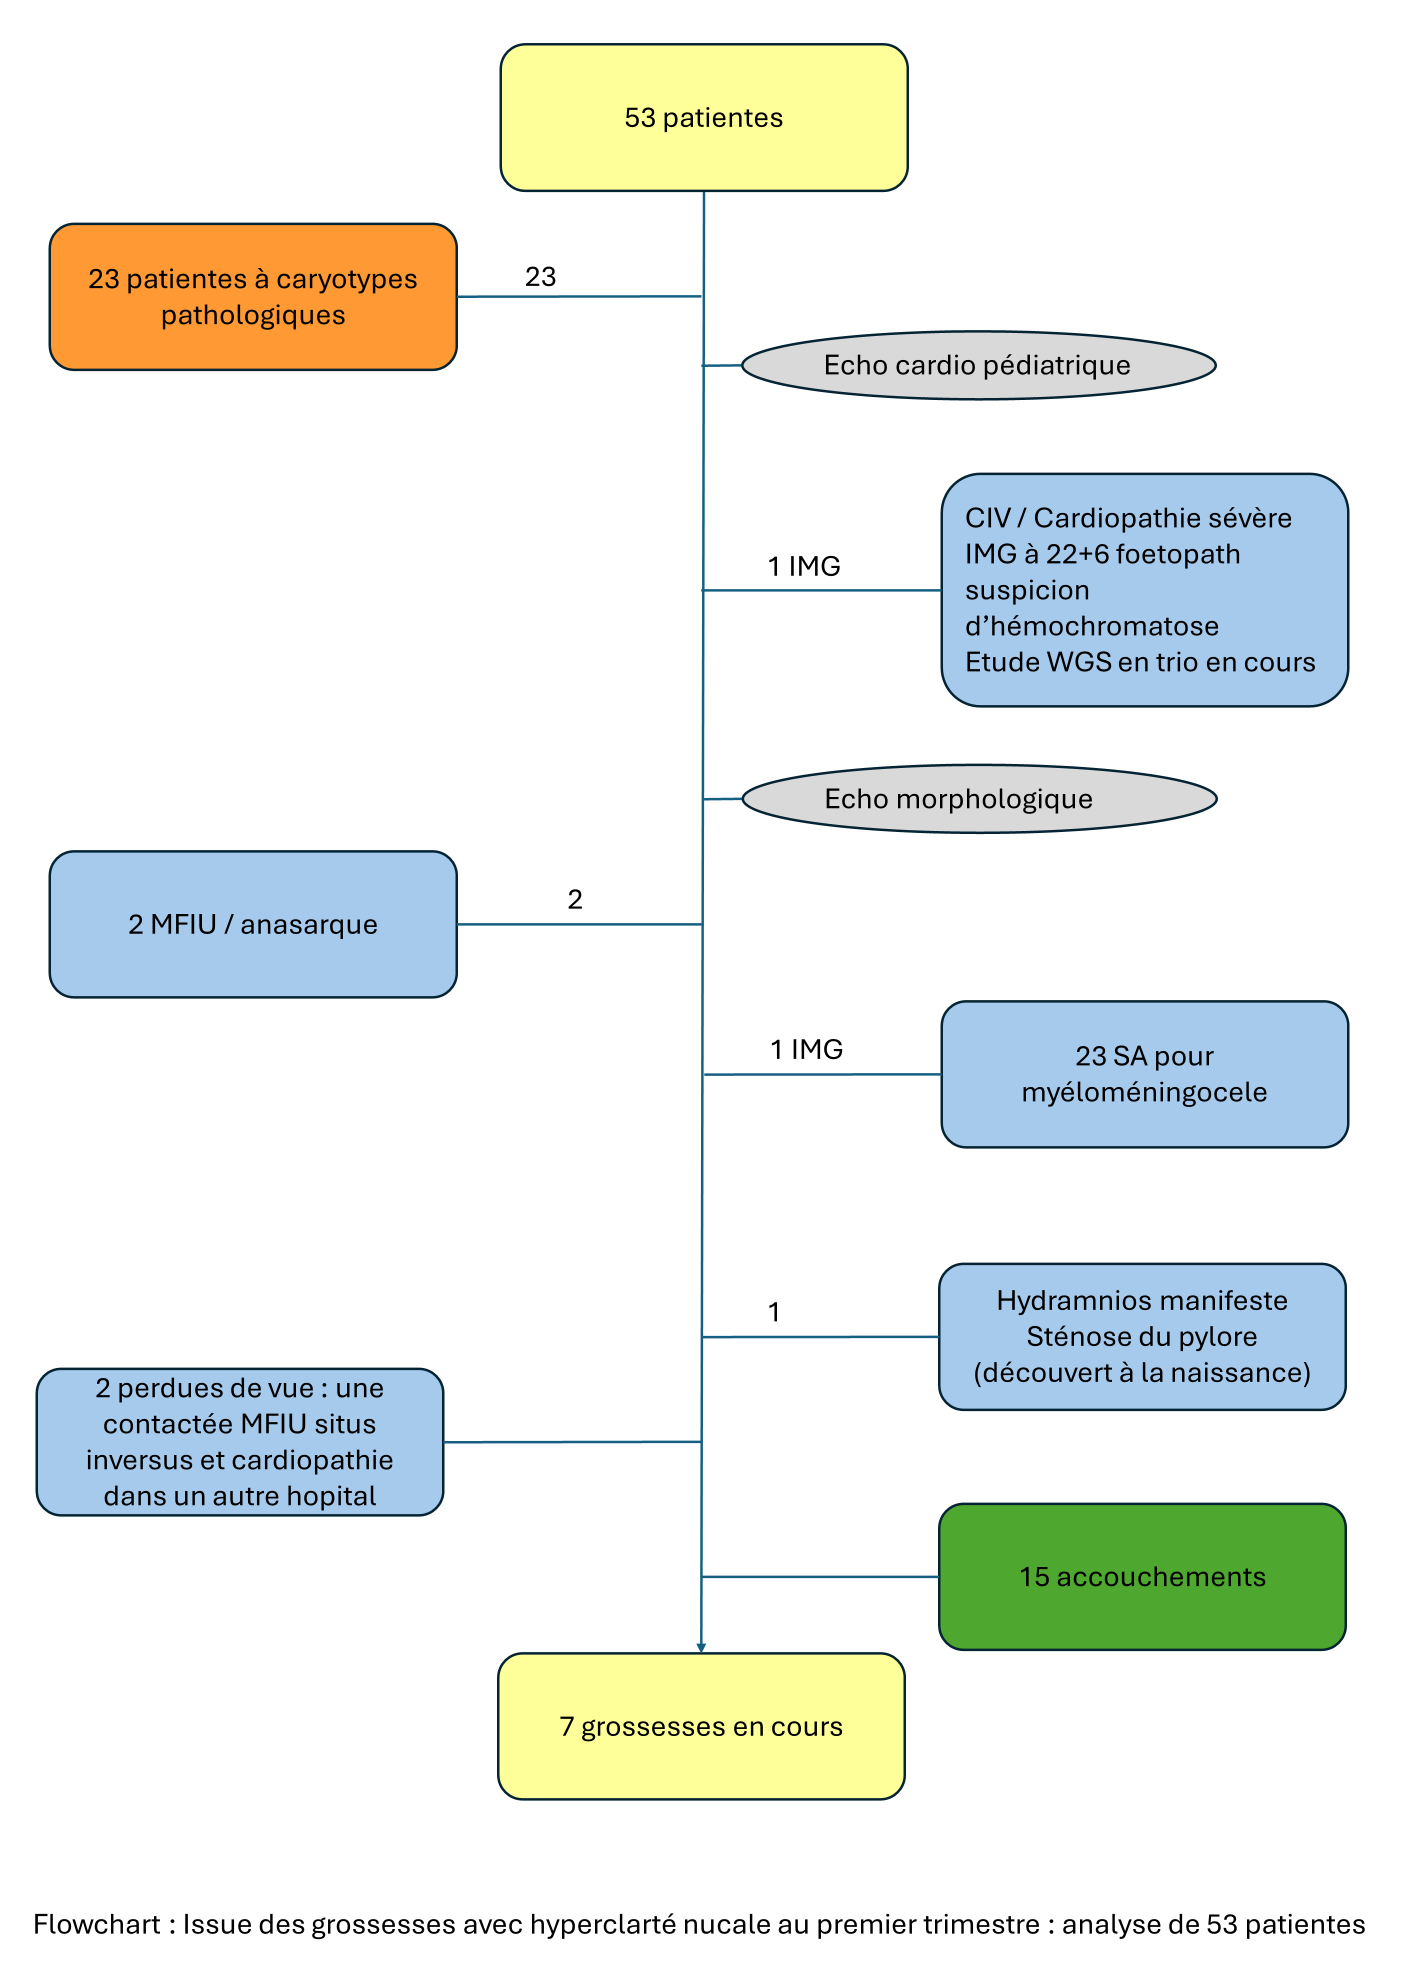 53 patientes
23 patientes à caryotypes
pathologiques
23
Echo cardio pédiatrique
CIV / Cardiopathie sévère
IMG à 22+6 foetopath
suspicion
d’hémochromatose
Etude WGS en trio en cours
1 IMG
Echo morphologique
2 MFIU / anasarque
2
1 IMG
23 SA pour
myéloméningocele
1
Hydramnios manifeste
Sténose du pylore
(découvert à la naissance)
2 perdues de vue : une
contactée MFIU situs
inversus et cardiopathie
dans un autre hopital
15 accouchements
7 grossesses en cours
Flowchart : Issue des grossesses avec hyperclarté nucale au premier trimestre : analyse de 53 patientes